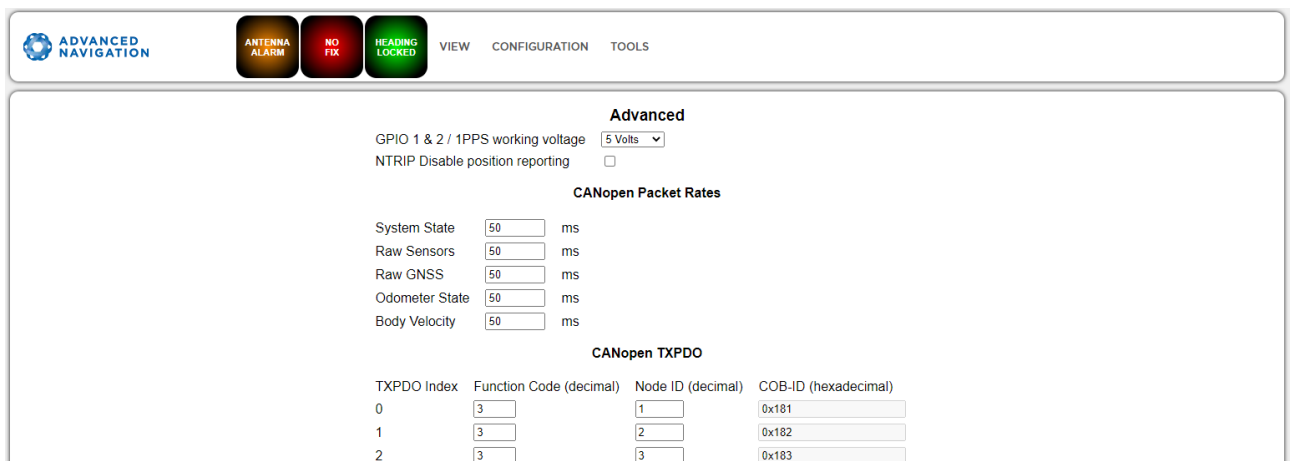 ADVANCED
NAVIGATION
ANTENNA
ALARM
NO
FIX
HEADING
LOCKED
VIEW CONFIGURATION TOOLS
Advanced
GPIO 1 & 2 / 1PPS working voltage 5 Volts
NTRIP Disable position reporting
CANopen Packet Rates
System State 50 ms
Raw Sensors 50 ms
Raw GNSS 50 ms
Odometer State 50 ms
Body Velocity 50 ms
CANopen TXPDO
TXPDO Index Function Code (decimal) Node ID (decimal) COB-ID (hexadecimal)
0 3 1 0x181
1 3 2 0x182
2 3 3 0x183